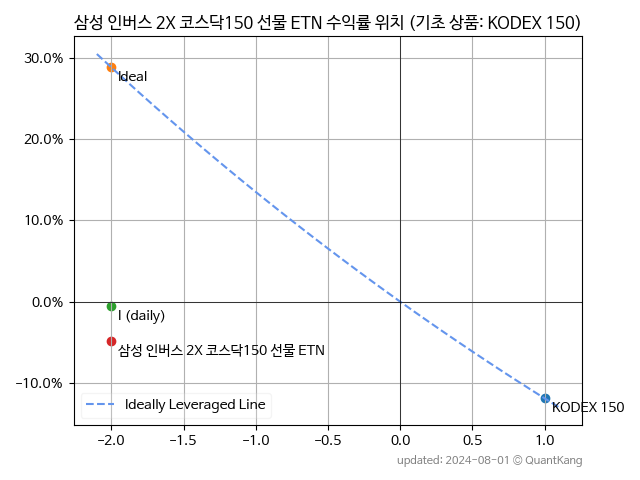 삼성 인버스 2X 코스닥150 선물 ETN 수익률 위치 (기초 상품: KODEX 150)
30.0%
Ideal
20.0%
10.0%
0.0%
I (daily)
삼성 인버스 2X 코스닥150 선물 ETN
−10.0%
Ideally Leveraged Line
KODEX 150
−2.0 −1.5 −1.0 −0.5 0.0 0.5 1.0
updated: 2024-08-01 © QuantKang